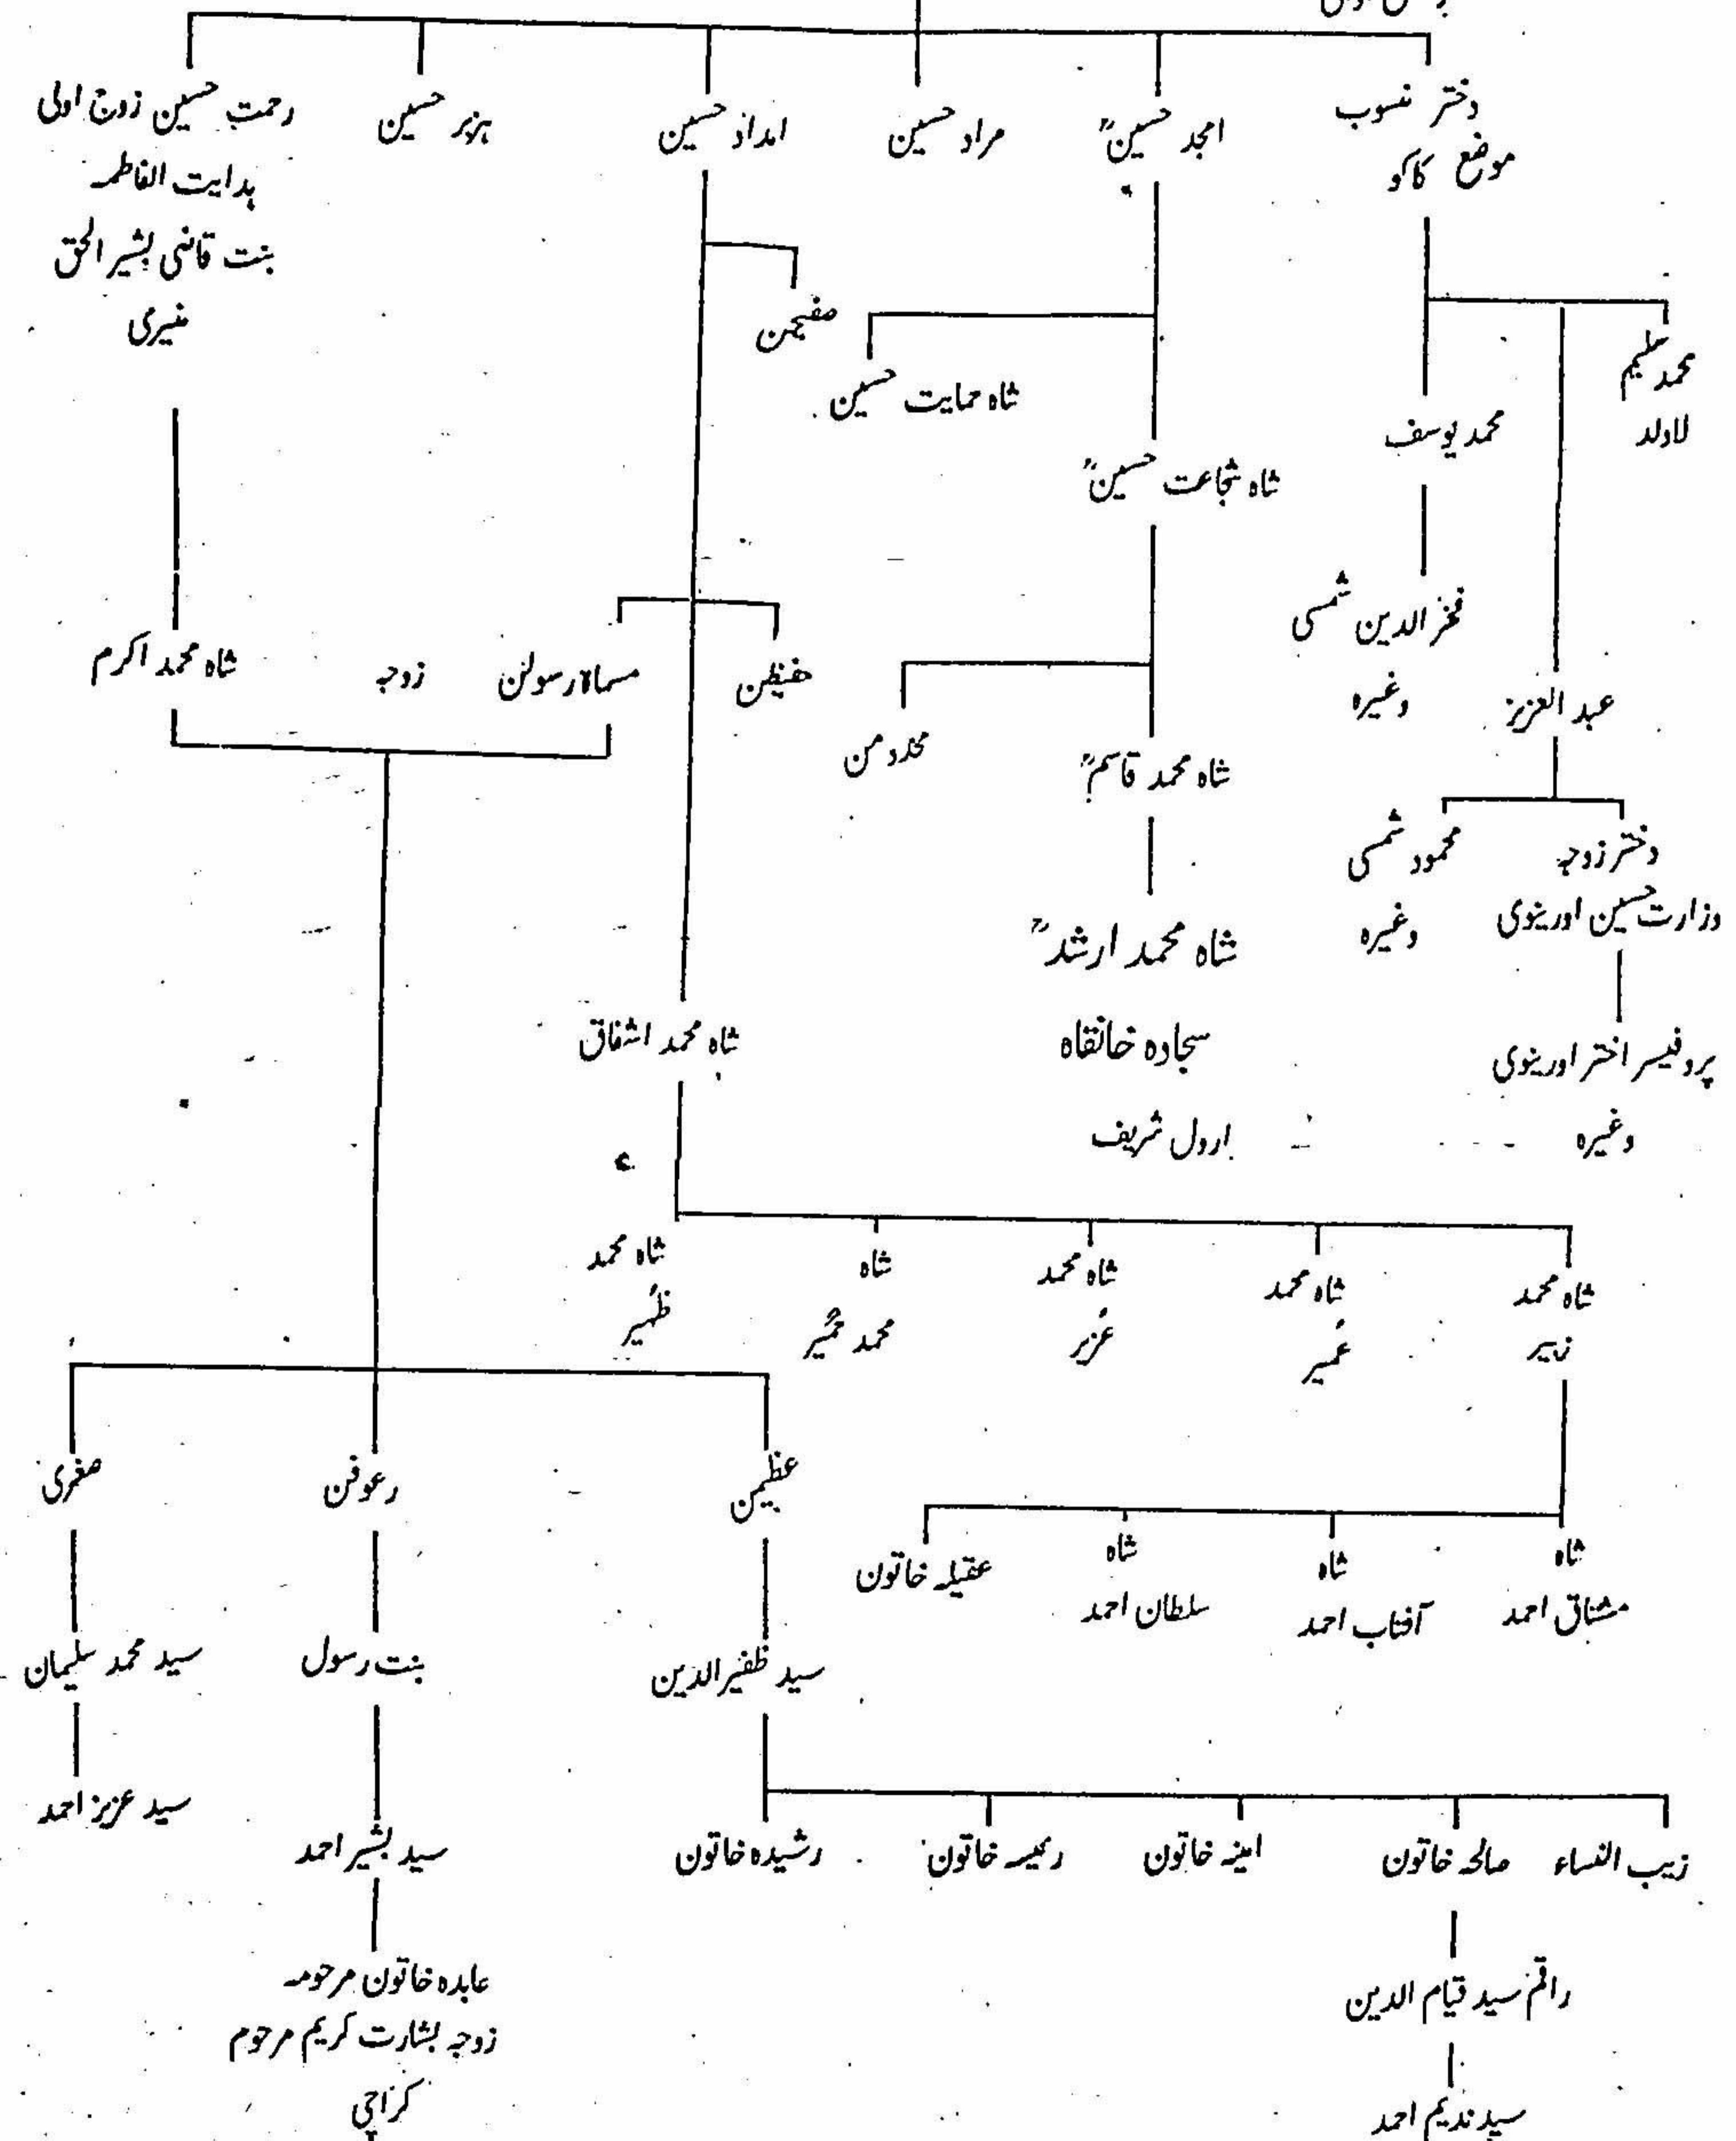 دختر منسوب
موضع کاکو
امجد حسینؒ
مراد حسین
امداد حسین
ہزبر حسین
رحمت حسین زوج اولی
ہدایت الفاطمہ
بنت قاضی بشیر الحق
منیری
محمد سلیم
لاولد
محمد یوسف
شاہ حمایت حسین
شاہ شجاعت حسینؒ
فخر الدین شمسی
وغیرہ
عبد العزیز
مخدومن
شاہ محمد قاسمؒ
حفیظن
مسماۃ رسولن
زوجہ
شاہ محمد اکرم
دختر زوجہ
وزارت حسین اورینوی
محمود شمسی
وغیرہ
پروفیسر اختر اورینوی
وغیرہ
شاہ محمد ارشدؒ
سجادہ خانقاہ
ارول شریف
شاہ محمد اشفاق
شاہ محمد
زبیر
شاہ محمد
عُمیر
شاہ محمد
عُزیر
شاہ
محمد حُمیر
شاہ محمد
ظُہیر
عظیمن
رعوفن
صغری
شاہ
مشتاق احمد
شاہ
آفتاب احمد
شاہ
سلطان احمد
عقیلہ خاتون
سید ظفیر الدین
بنت رسول
سید محمد سلیمان
سید عزیز احمد
سید بشیر احمد
زیب النساء
صالحہ خاتون
امینہ خاتون
رئیسہ خاتون
رشیدہ خاتون
عابدہ خاتون مرحومہ
زوجہ بشارت کریم مرحوم
کراچی
راقم سید قیام الدین
سید ندیم احمد